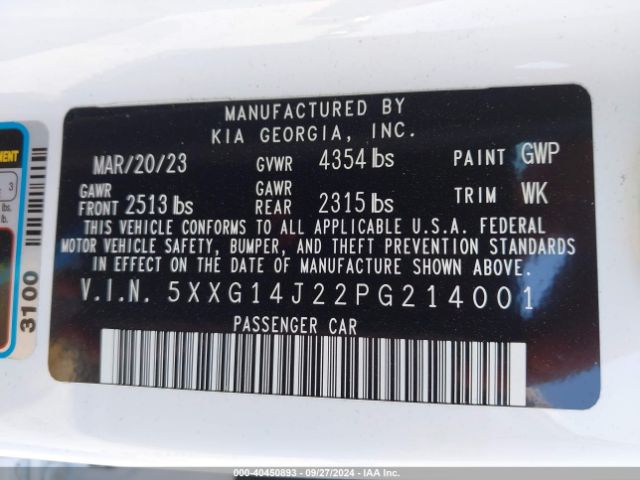 MANUFACTURED BY
KIA GEORGIA, INC.
MAR/20/23 GVWR 4354 lbs PAINT GWP
GAWR FRONT 2513 lbs GAWR REAR 2315 lbs TRIM WK
THIS VEHICLE CONFORMS TO ALL APPLICABLE U.S.A. FEDERAL
MOTOR VEHICLE SAFETY, BUMPER, AND THEFT PREVENTION STANDARDS
IN EFFECT ON THE DATE OF MANUFACTURE SHOWN ABOVE.
V.I.N. 5XXG14J22PG214001
PASSENGER CAR
3
3100
XXX-40450893 - 09/27/2024 - IAA Inc.